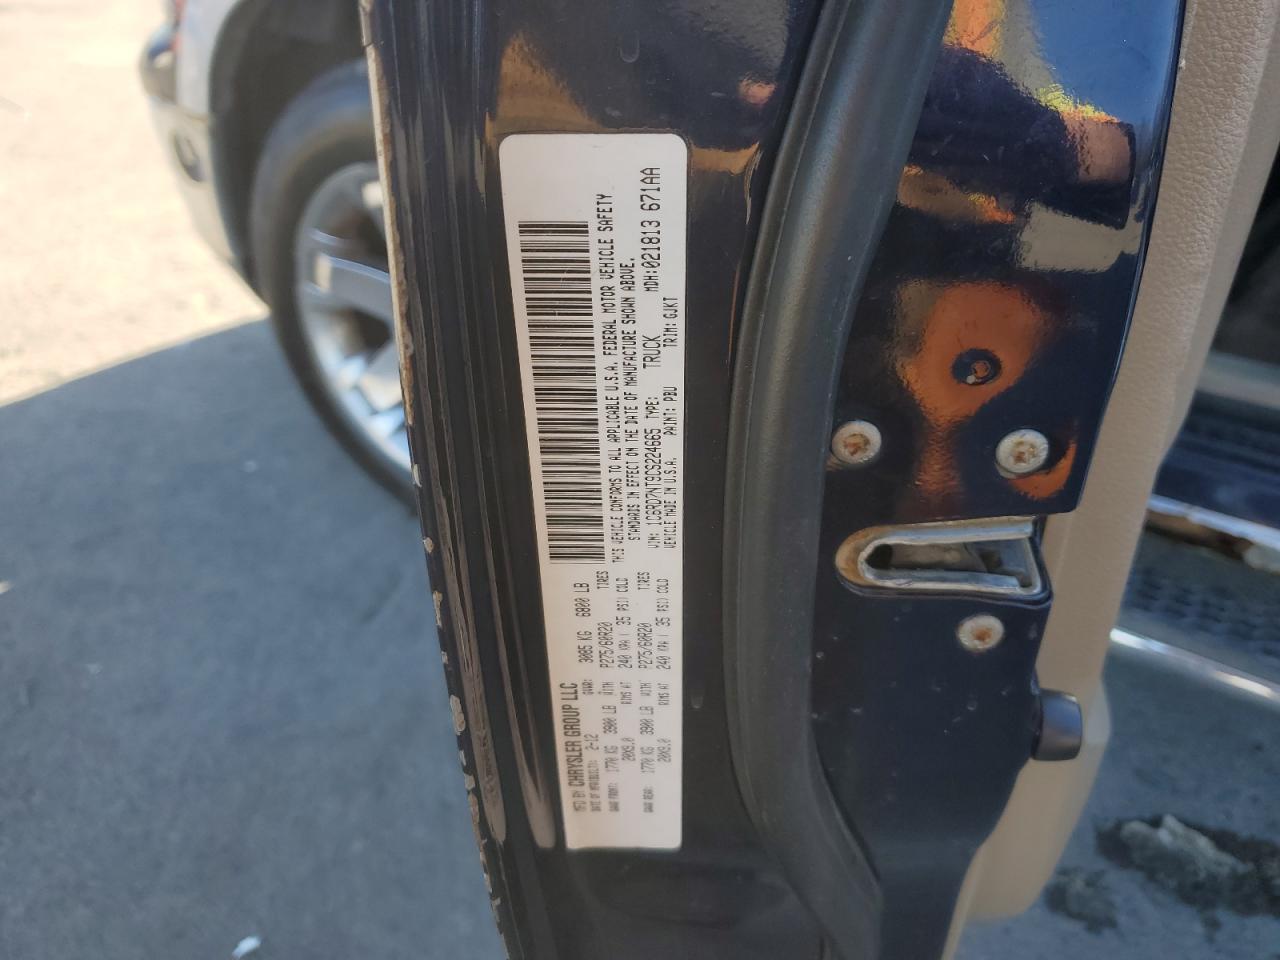 MFD BY CHRYSLER GROUP LLC
DATE OF MFR 2-12 GVWR: 3085 KG 6800 LB
GAWR FRONT: 1770 KG 3900 LB WITH P275/60R20 TIRES
20X9.0 RIMS AT 240 KPA( 35 PSI) COLD
GAWR REAR: 1770 KG 3900 LB WITH P275/60R20 TIRES
20X9.0 RIMS AT 240 KPA( 35 PSI) COLD
THIS VEHICLE CONFORMS TO ALL APPLICABLE U.S.A. FEDERAL MOTOR VEHICLE SAFETY
STANDARDS IN EFFECT ON THE DATE OF MANUFACTURE SHOWN ABOVE.
VIN: 1C6RD7NT9CS224665 TYPE: TRUCK MDH:021813 671AA
VEHICLE MADE IN U.S.A. PAINT: PBU TRIM: GJKT